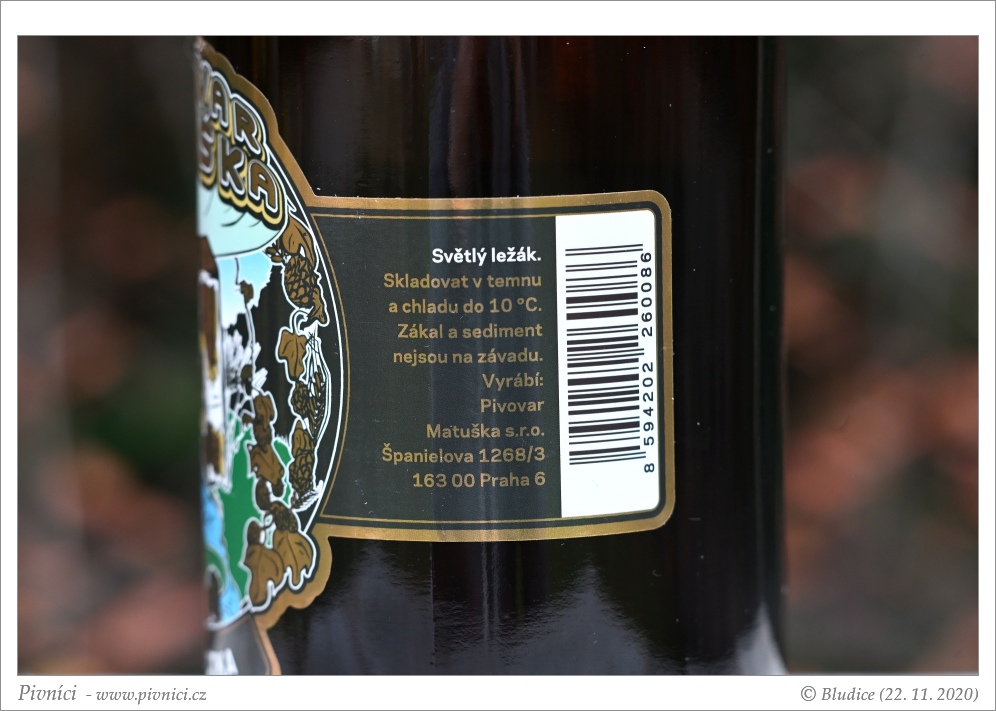 Světlý ležák.
Skladovat v temnu
a chladu do 10 °C.
Zákal a sediment
nejsou na závadu.
Vyrábí:
Pivovar
Matuška s.r.o.
Španielova 1268/3
163 00 Praha 6
8 594202 260086
Pivníci - www.pivnici.cz
© Bludice (22. 11. 2020)